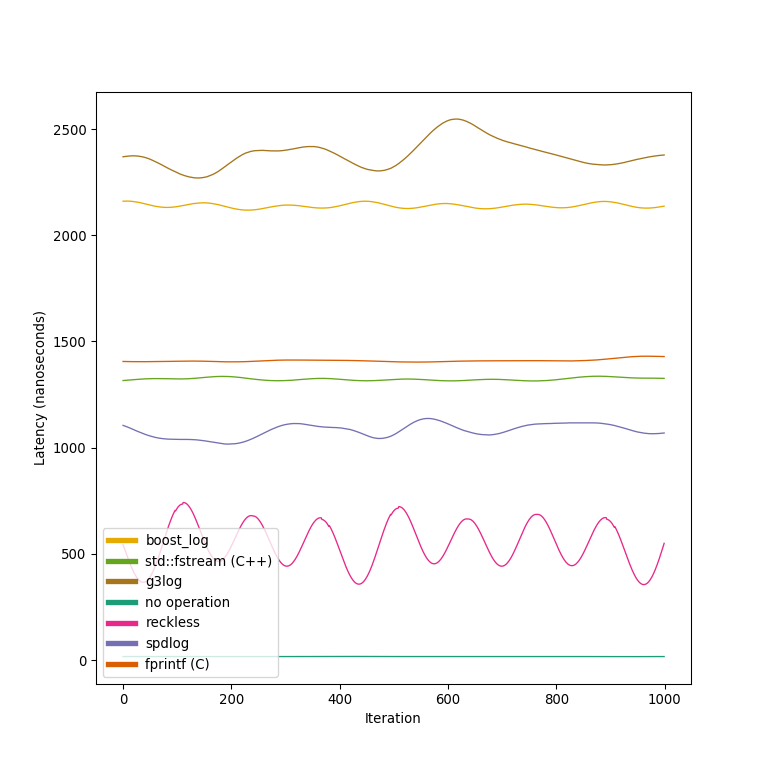 2500
2000
1500
1000
500
0
Latency (nanoseconds)
boost_log
std::fstream (C++)
g3log
no operation
reckless
spdlog
fprintf (C)
0 200 400 600 800 1000
Iteration